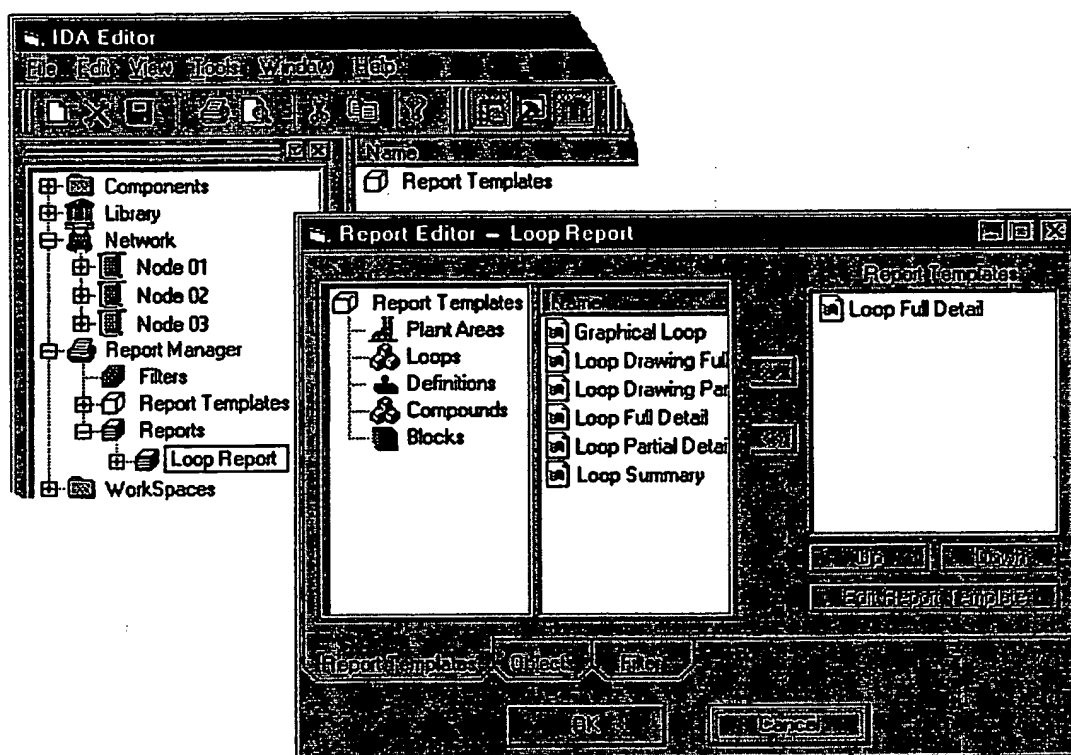 IDA Editor
File Edit View Tools Window Help
Name
Report Templates
Components
Library
Network
Node 01
Node 02
Node 03
Report Manager
Filters
Report Templates
Reports
Loop Report
WorkSpaces
Report Editor – Loop Report
Report Templates
Plant Areas
Loops
Definitions
Compounds
Blocks
Name
Graphical Loop
Loop Drawing Full
Loop Drawing Par
Loop Full Detail
Loop Partial Detai
Loop Summary
Report Templates
Loop Full Detail
Up Down
Edit Report Template
Report Templates Object Filter
OK Cancel